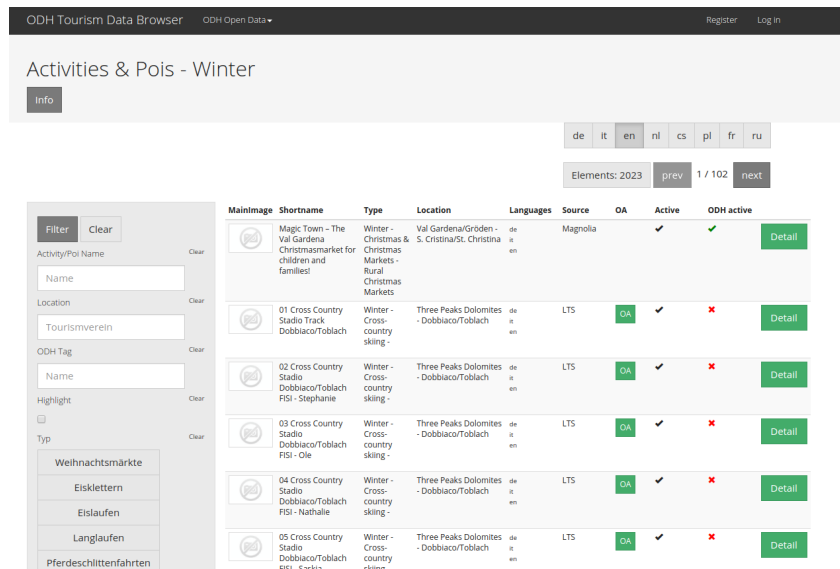 ODH Tourism Data Browser ODH Open Data Register Log in
Activities & Pois - Winter
Info
de it en nl cs pl fr ru
Elements: 2023 prev 1 / 102 next
Filter Clear
Activity/Poi Name Clear
Name
Location Clear
Tourismverein
ODH Tag Clear
Name
Highlight Clear
Typ Clear
Weihnachtsmärkte
Eisklettern
Eislaufen
Langlaufen
Pferdeschlittenfahrten
MainImage Shortname Type Location Languages Source OA Active ODH active
Magic Town – The Winter - Val Gardena/Gröden - de Magnolia
Val Gardena Christmas & S. Cristina/St. Christina it Detail
Christmasmarket for Christmas en
children and Markets -
families! Rural
Christmas
Markets
01 Cross Country Winter - Three Peaks Dolomites de LTS
Stadio Track Cross- - Dobbiaco/Toblach it OA Detail
Dobbiaco/Toblach country en
skiing -
02 Cross Country Winter - Three Peaks Dolomites de LTS
Stadio Cross- - Dobbiaco/Toblach it OA Detail
Dobbiaco/Toblach country en
FISI - Stephanie skiing -
03 Cross Country Winter - Three Peaks Dolomites de LTS
Stadio Cross- - Dobbiaco/Toblach it OA Detail
Dobbiaco/Toblach country en
FISI - Ole skiing -
04 Cross Country Winter - Three Peaks Dolomites de LTS
Stadio Cross- - Dobbiaco/Toblach it OA Detail
Dobbiaco/Toblach country en
FISI - Nathalie skiing -
05 Cross Country Winter - Three Peaks Dolomites de LTS
Stadio Cross- - Dobbiaco/Toblach it OA Detail
Dobbiaco/Toblach country en
FISI - Saskia skiing -